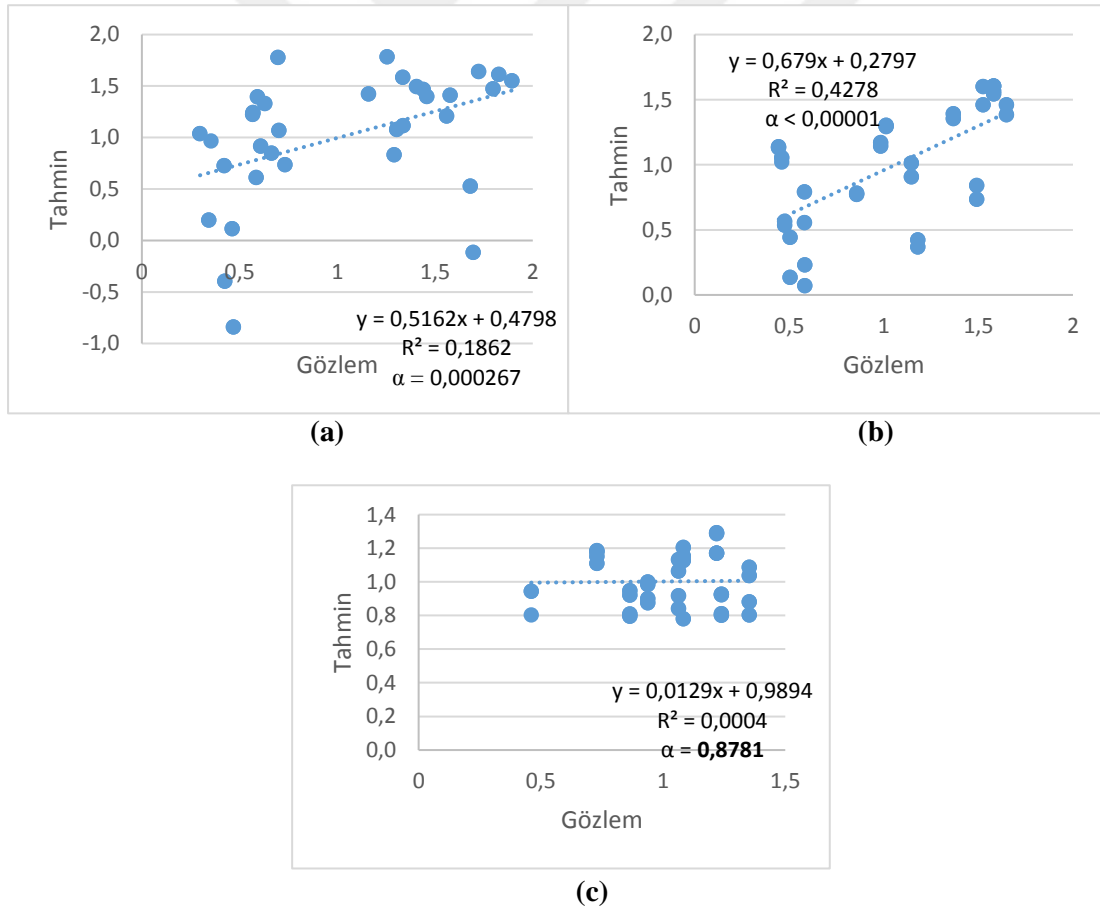 2,0
1,5
1,0
0,5
0,0
-0,5
-1,0
0
0,5
1
1,5
2
Tahmin
Gözlem
y = 0,5162x + 0,4798
R² = 0,1862
α = 0,000267
(a)
2,0
1,5
1,0
0,5
0,0
0
0,5
1
1,5
2
Tahmin
Gözlem
y = 0,679x + 0,2797
R² = 0,4278
α < 0,00001
(b)
1,4
1,2
1,0
0,8
0,6
0,4
0,2
0,0
0
0,5
1
1,5
Tahmin
Gözlem
y = 0,0129x + 0,9894
R² = 0,0004
α = 0,8781
(c)